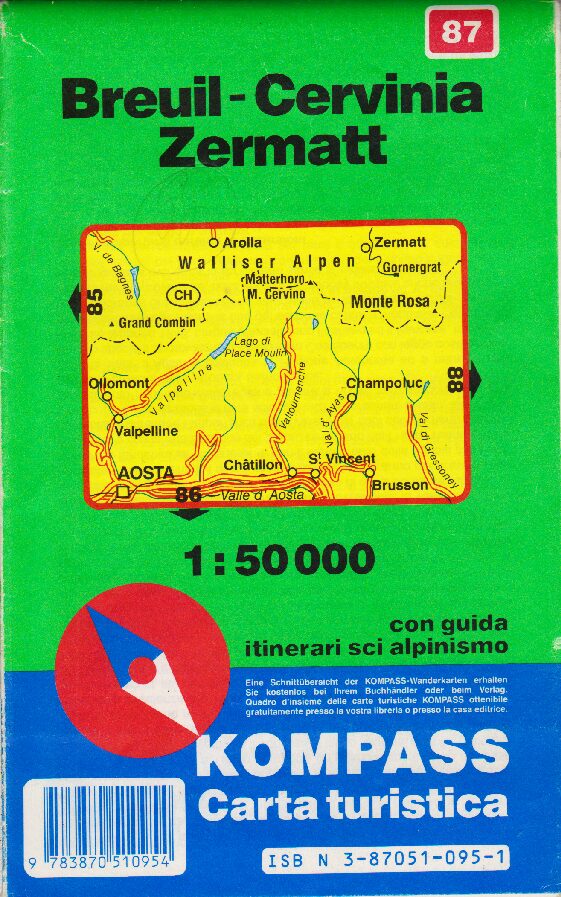 87
Breuil - Cervinia
Zermatt
Arolla
Zermatt
V. de Bagnes
Walliser Alpen
Gornergrat
Matterhorn
M. Cervino
CH
85
Monte Rosa
Grand Combin
Lago di
Place Moulin
88
Ollomont
Valpelline
Valtournenche
Champoluc
Val d'Ayas
Val di Gressoney
Valpelline
Châtillon
St Vincent
AOSTA
Brusson
86
Valle d'Aosta
1:50 000
con guida
itinerari sci alpinismo
Eine Schnittübersicht der KOMPASS-Wanderkarten erhalten
Sie kostenlos bei Ihrem Buchhändler oder beim Verlag.
Quadro d'insieme delle carte turistiche KOMPASS ottenibile
gratuitamente presso la vostra libreria o presso la casa editrice.
KOMPASS
Carta turistica
9 783870 510954
ISB N 3-87051-095-1